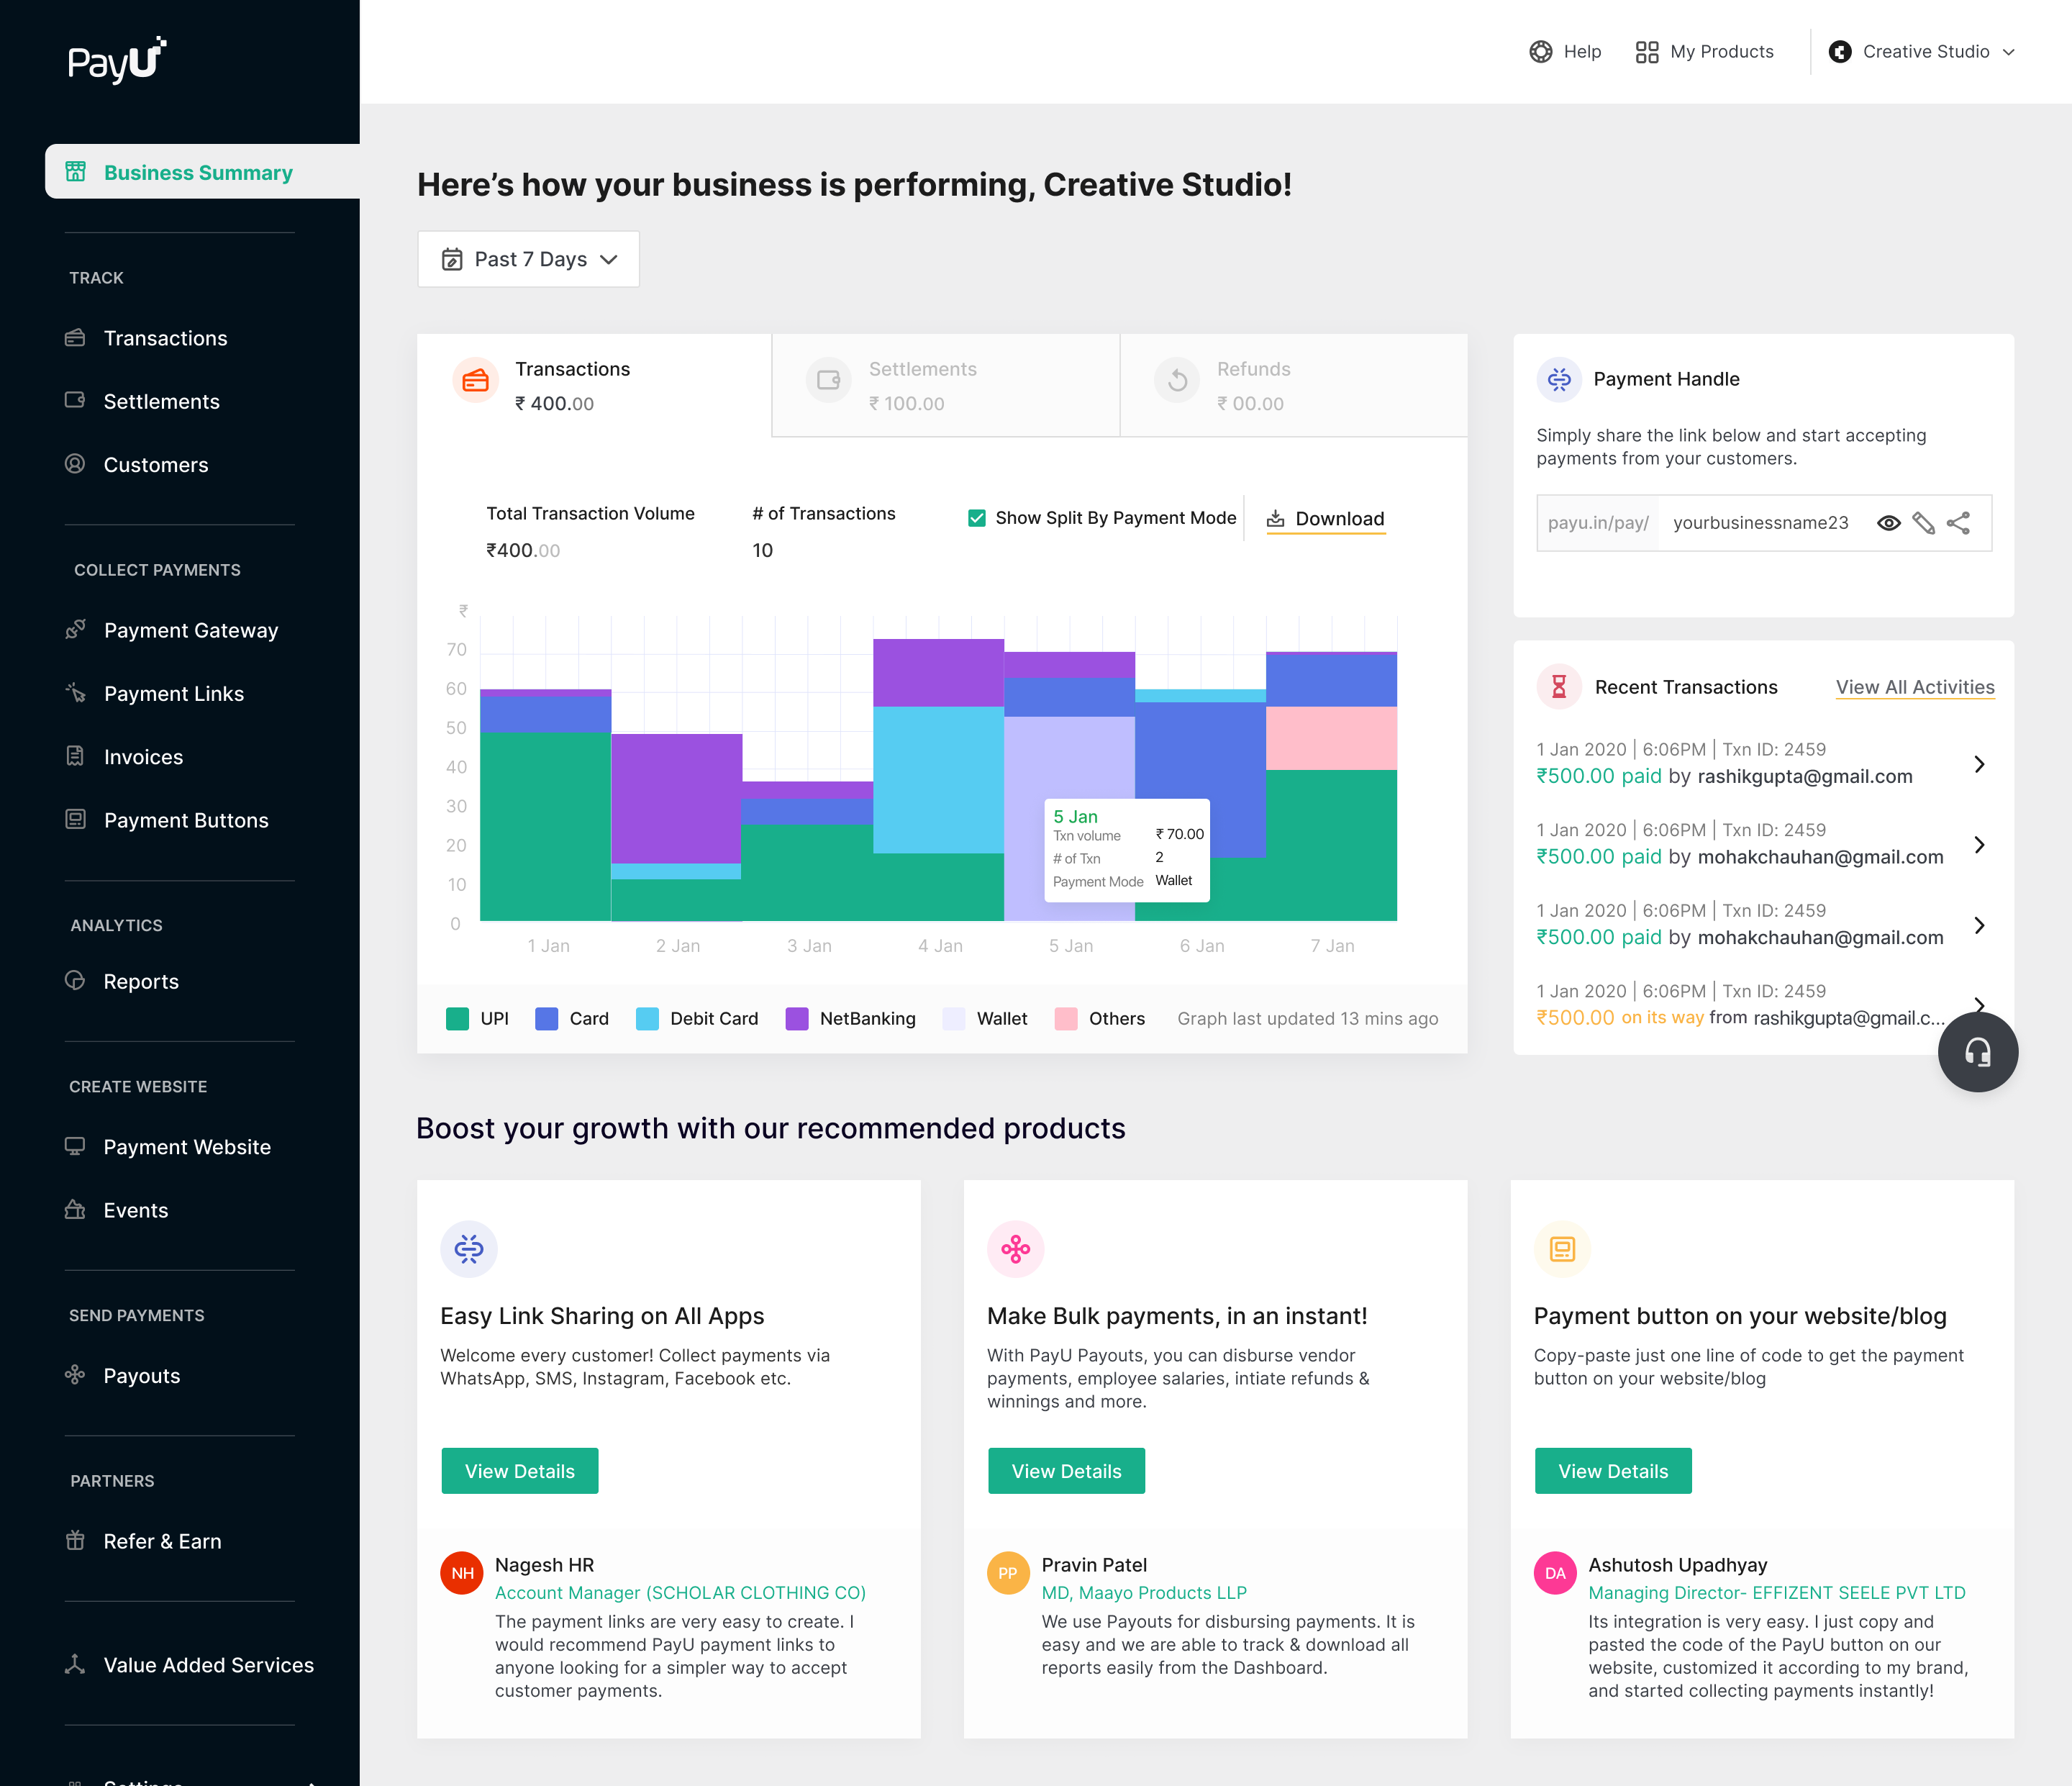 PayU
Help
My Products
Creative Studio
Business Summary
TRACK
Transactions
Settlements
Customers
COLLECT PAYMENTS
Payment Gateway
Payment Links
Invoices
Payment Buttons
ANALYTICS
Reports
CREATE WEBSITE
Payment Website
Events
SEND PAYMENTS
Payouts
PARTNERS
Refer & Earn
Value Added Services
Settings
Here’s how your business is performing, Creative Studio!
Past 7 Days
Transactions
₹ 400.00
Settlements
₹ 100.00
Refunds
₹ 00.00
Total Transaction Volume
₹400.00
# of Transactions
10
Show Split By Payment Mode
Download
₹
70
60
50
40
30
20
10
0
5 Jan
Txn volume ₹ 70.00
# of Txn 2
Payment Mode Wallet
1 Jan 2 Jan 3 Jan 4 Jan 5 Jan 6 Jan 7 Jan
UPI Card Debit Card NetBanking Wallet Others Graph last updated 13 mins ago
Payment Handle
Simply share the link below and start accepting
payments from your customers.
payu.in/pay/ yourbusinessname23
Recent Transactions View All Activities
1 Jan 2020 | 6:06PM | Txn ID: 2459
₹500.00 paid by rashikgupta@gmail.com
1 Jan 2020 | 6:06PM | Txn ID: 2459
₹500.00 paid by mohakchauhan@gmail.com
1 Jan 2020 | 6:06PM | Txn ID: 2459
₹500.00 paid by mohakchauhan@gmail.com
1 Jan 2020 | 6:06PM | Txn ID: 2459
₹500.00 on its way from rashikgupta@gmail.c...
Boost your growth with our recommended products
Easy Link Sharing on All Apps
Welcome every customer! Collect payments via
WhatsApp, SMS, Instagram, Facebook etc.
View Details
NH
Nagesh HR
Account Manager (SCHOLAR CLOTHING CO)
The payment links are very easy to create. I
would recommend PayU payment links to
anyone looking for a simpler way to accept
customer payments.
Make Bulk payments, in an instant!
With PayU Payouts, you can disburse vendor
payments, employee salaries, intiate refunds &
winnings and more.
View Details
PP
Pravin Patel
MD, Maayo Products LLP
We use Payouts for disbursing payments. It is
easy and we are able to track & download all
reports easily from the Dashboard.
Payment button on your website/blog
Copy-paste just one line of code to get the payment
button on your website/blog
View Details
DA
Ashutosh Upadhyay
Managing Director- EFFIZENT SEELE PVT LTD
Its integration is very easy. I just copy and
pasted the code of the PayU button on our
website, customized it according to my brand,
and started collecting payments instantly!